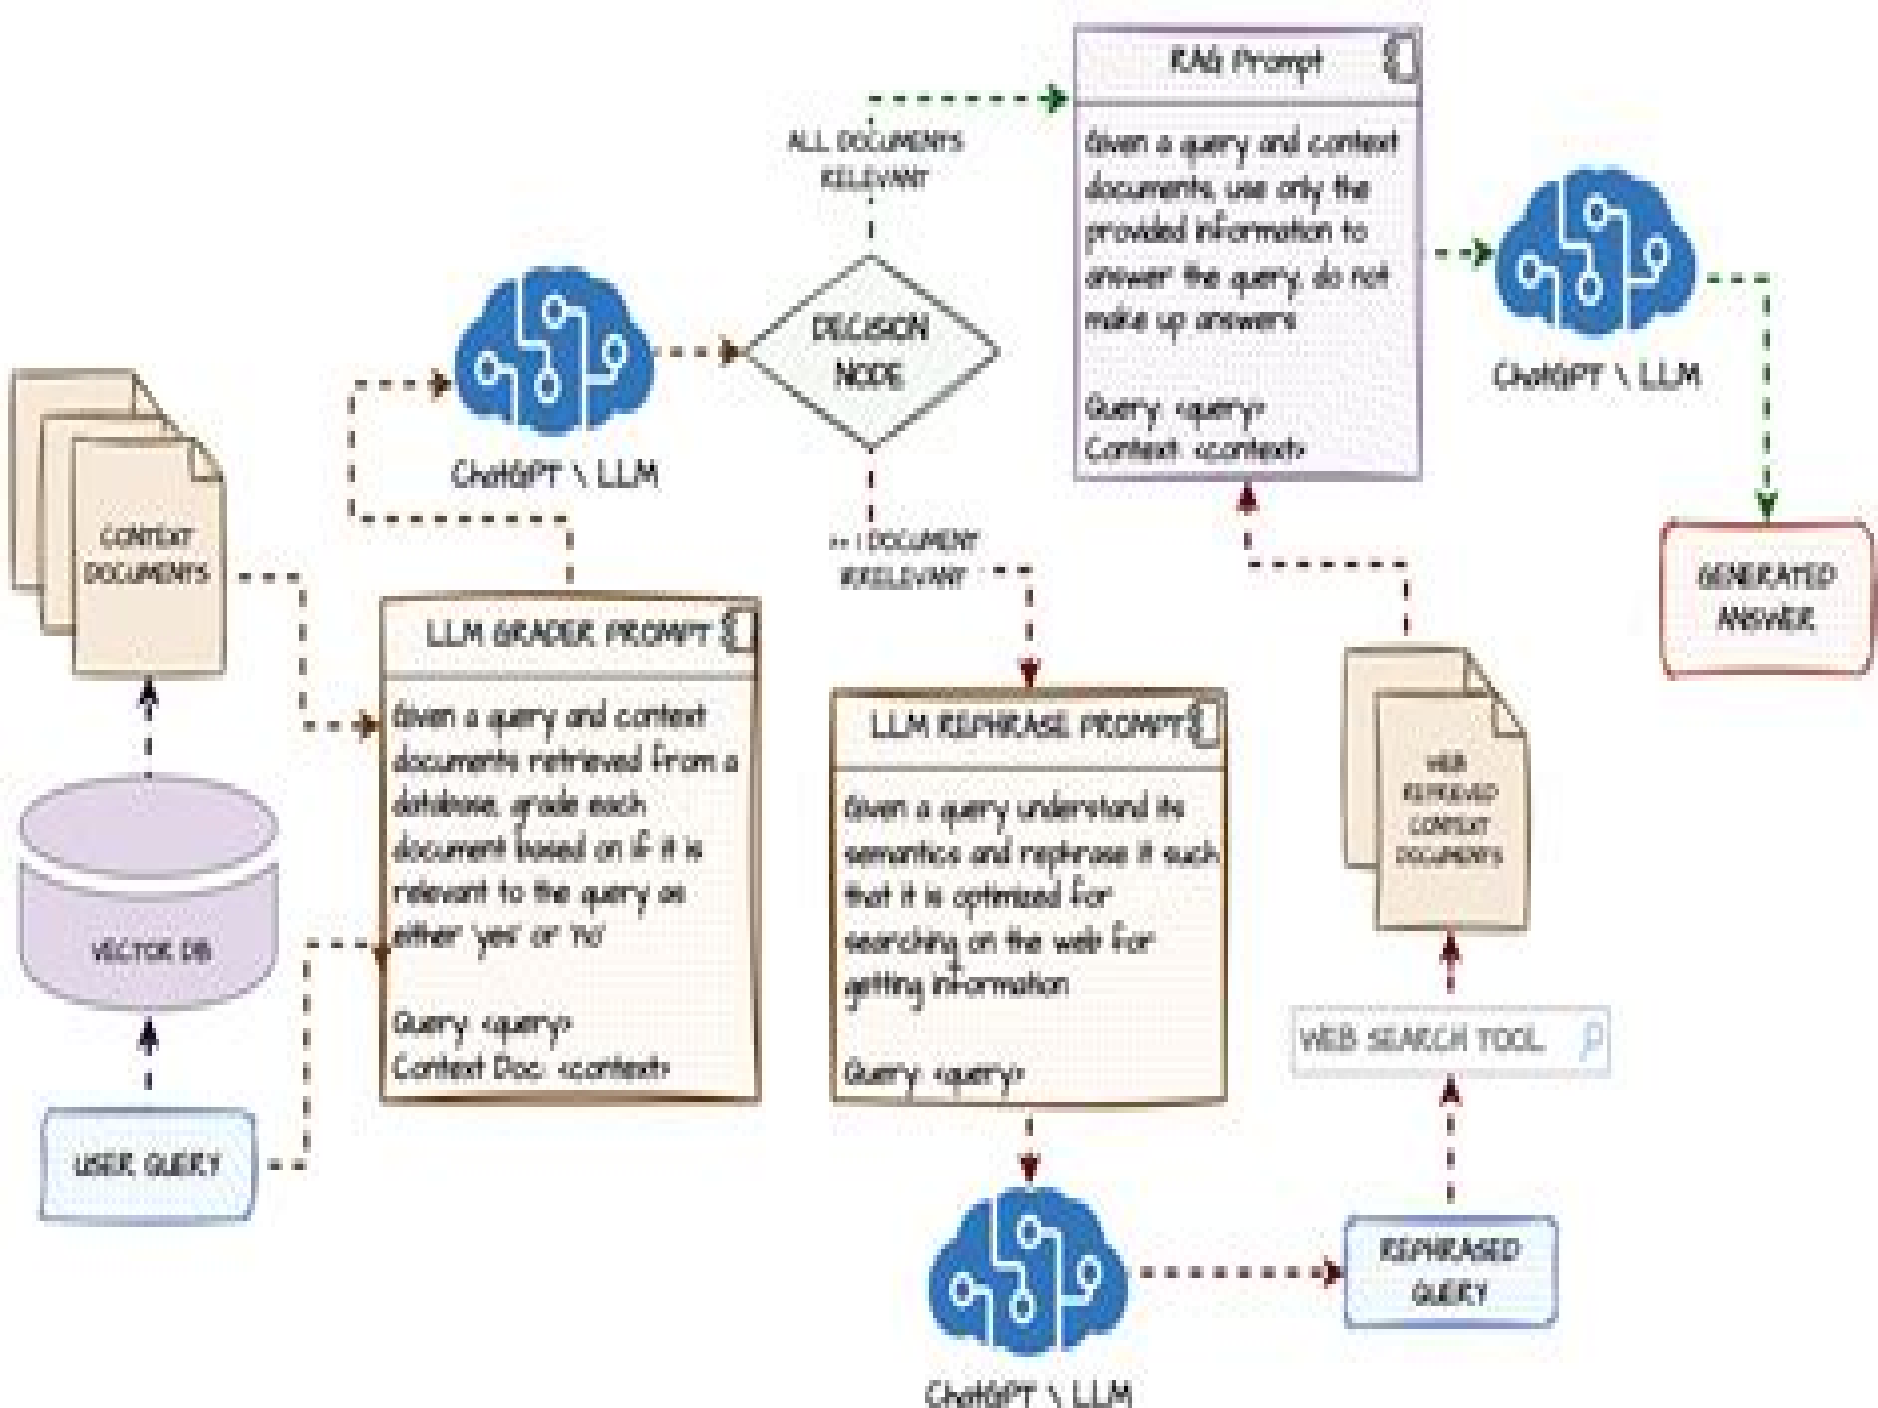 RAG Prompt
Given a query and context
documents, use only the
provided information to
answer the query, do not
make up answers
Query: <query>
Context: <context>
ALL DOCUMENTS
RELEVANT
ChatGPT \ LLM
DECISION
NODE
ChatGPT \ LLM
CONTEXT
DOCUMENTS
>= 1 DOCUMENT
IRRELEVANT
GENERATED
ANSWER
LLM GRADER PROMPT
Given a query and context
documents retrieved from a
database, grade each
document based on if it is
relevant to the query as
either 'yes' or 'no'
Query: <query>
Context Doc: <context>
LLM REPHRASE PROMPT
Given a query understand its
semantics and rephrase it such
that it is optimized for
searching on the web for
getting information
Query: <query>
WEB
RETRIEVED
CONTEXT
DOCUMENTS
VECTOR DB
WEB SEARCH TOOL
USER QUERY
REPHRASED
QUERY
ChatGPT \ LLM